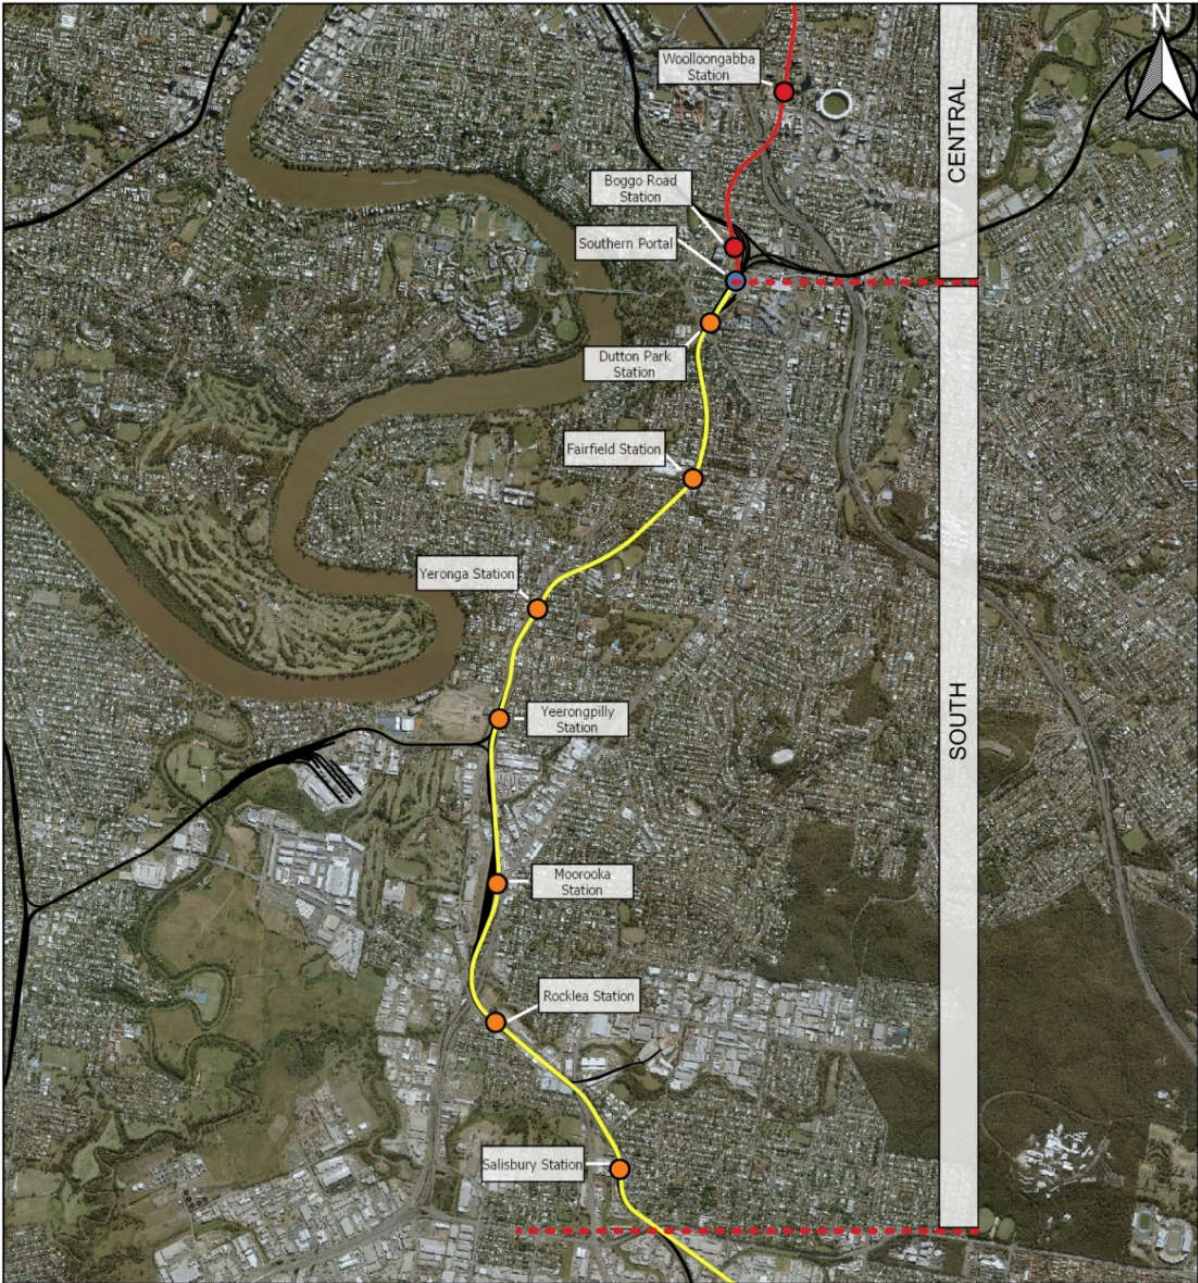 N
CENTRAL
Woolloongabba
Station
Boggo Road
Station
Southern Portal
Dutton Park
Station
Fairfield Station
Yeronga Station
SOUTH
Yeerongpilly
Station
Moorooka
Station
Rocklea Station
Salisbury Station